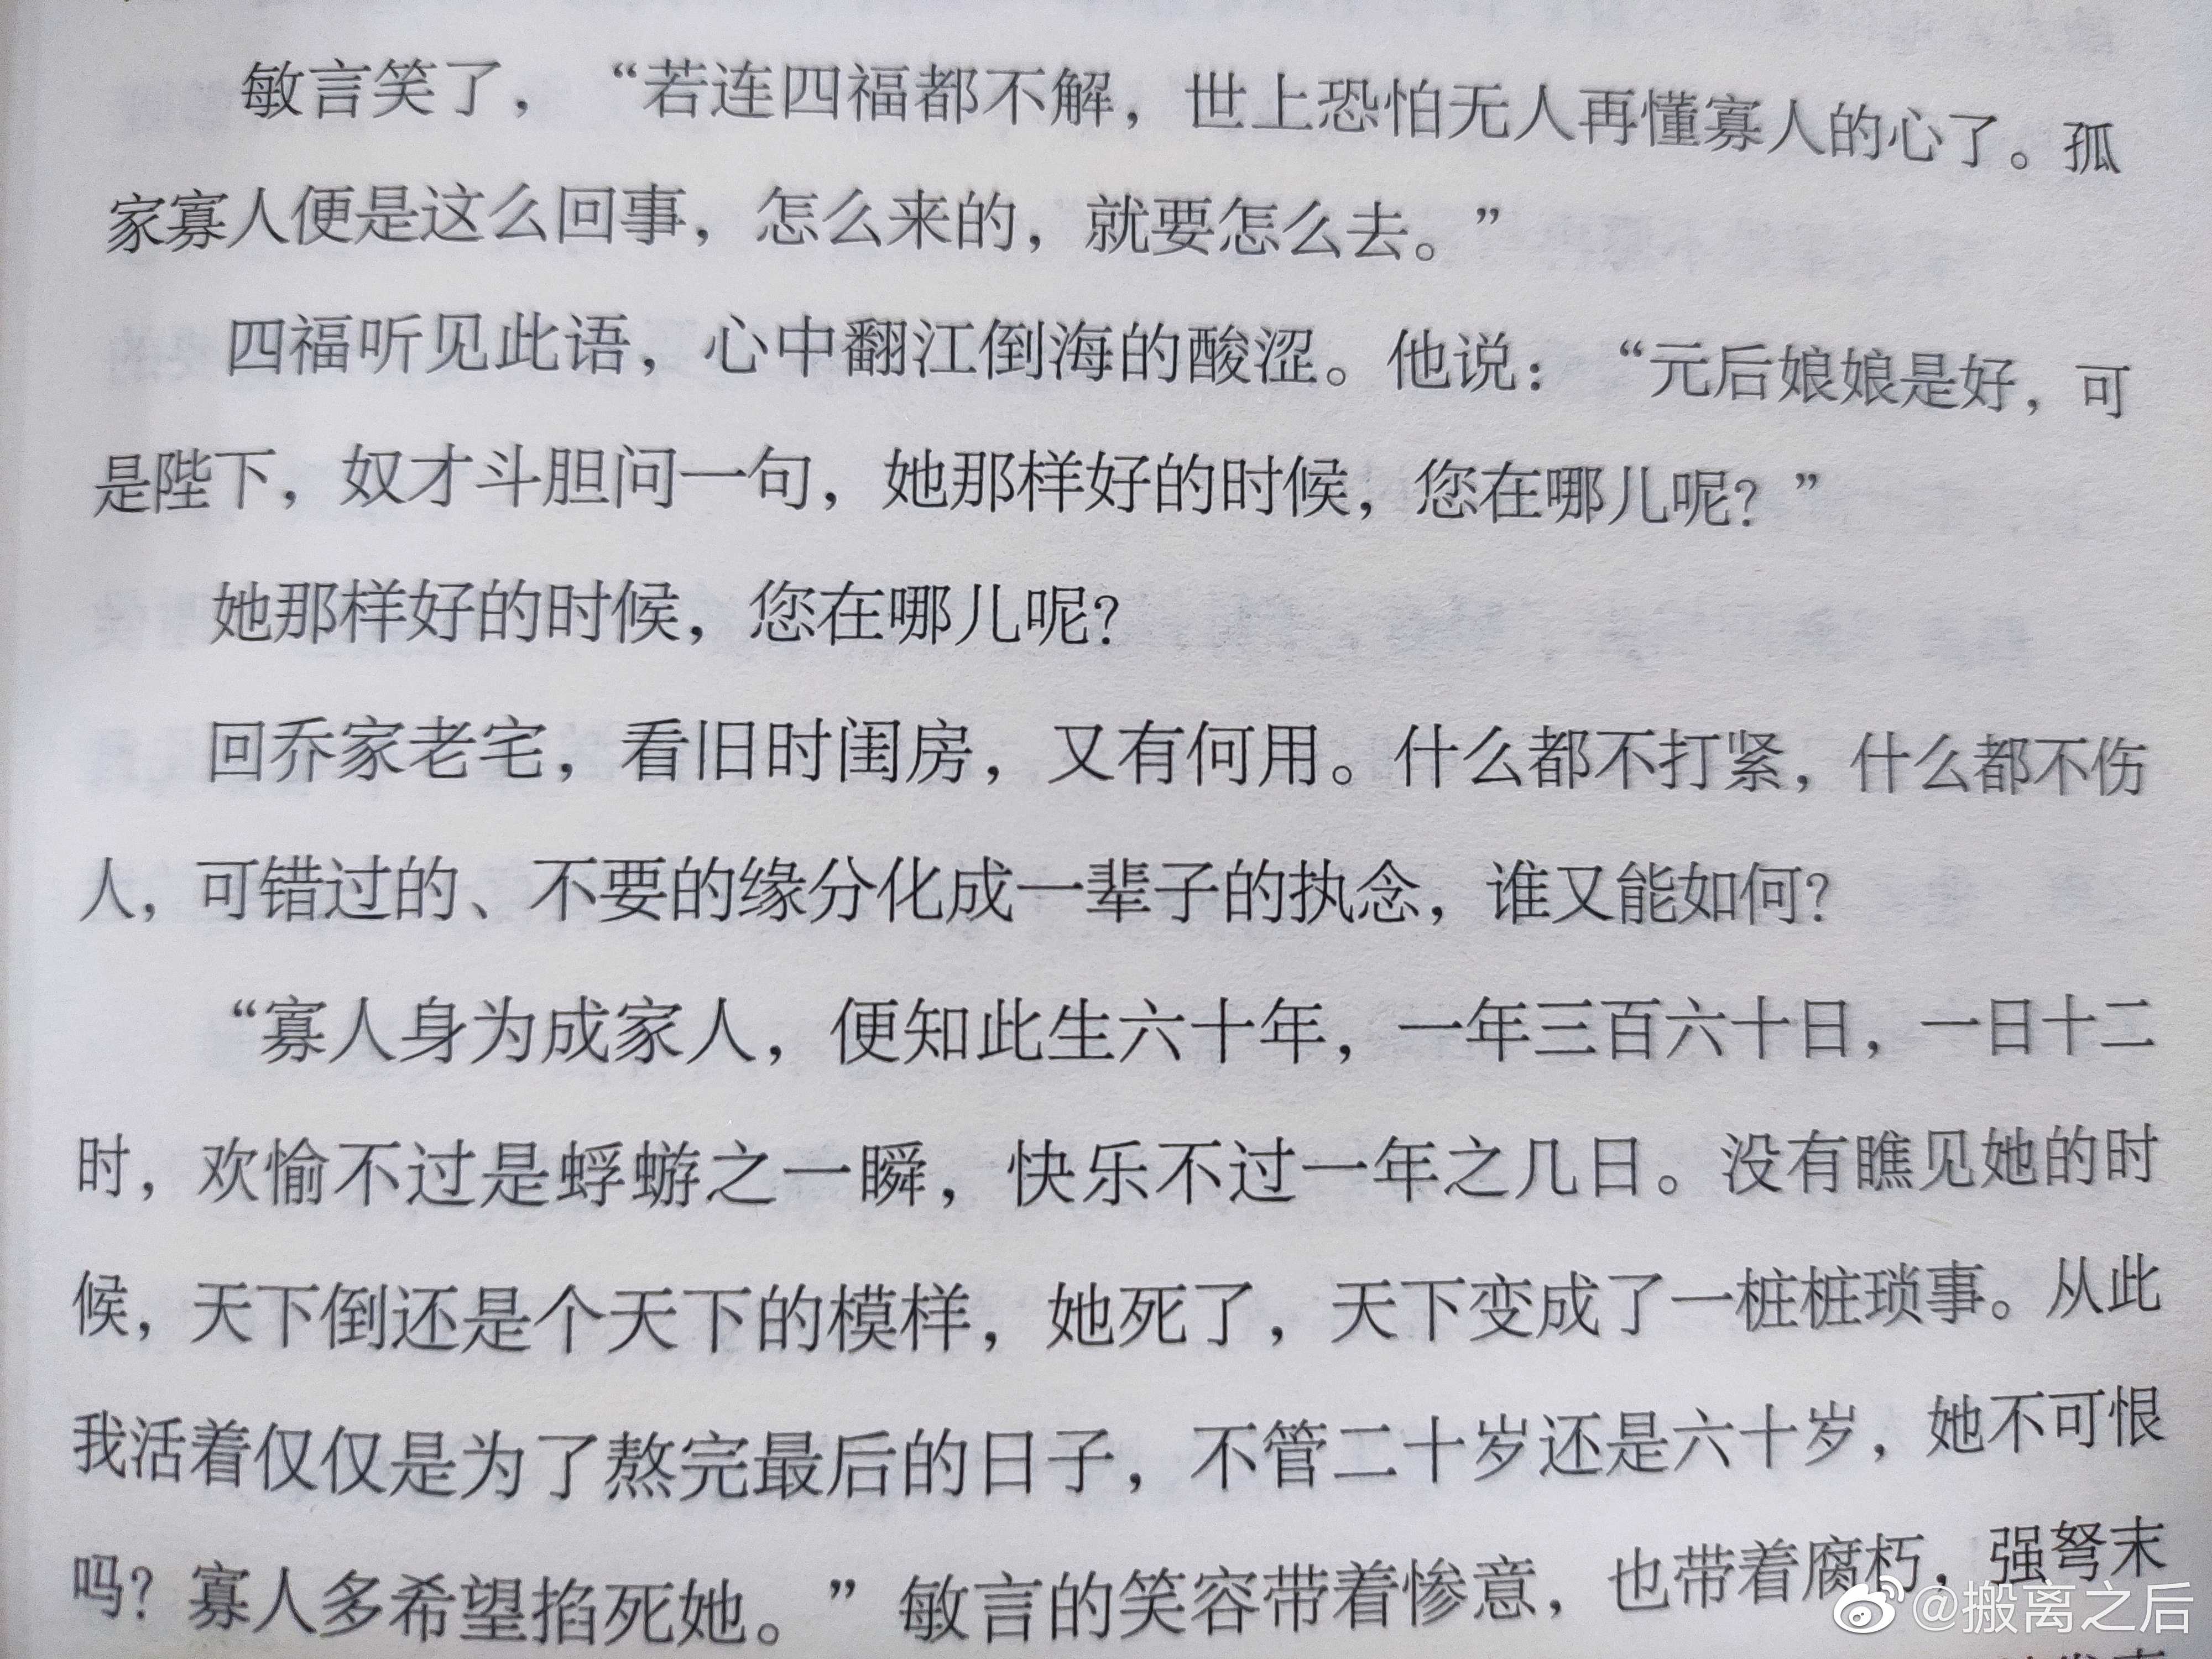 敏言笑了，“若连四福都不解，世上恐怕无人再懂寡人的心了。孤
家寡人便是这么回事，怎么来的，就要怎么去。”
四福听见此语，心中翻江倒海的酸涩。他说：“元后娘娘是好，可
是陛下，奴才斗胆问一句，她那样好的时候，您在哪儿呢？”
她那样好的时候，您在哪儿呢？
回乔家老宅，看旧时闺房，又有何用。什么都不打紧，什么都不伤
人，可错过的、不要的缘分化成一辈子的执念，谁又能如何？
“寡人身为成家人，便知此生六十年，一年三百六十日，一日十二
时，欢愉不过是蜉蝣之一瞬，快乐不过一年之几日。没有瞧见她的时
候，天下倒还是个天下的模样，她死了，天下变成了一桩桩琐事。从此
我活着仅仅是为了熬完最后的日子，不管二十岁还是六十岁，她不可恨
吗？寡人多希望掐死她。”敏言的笑容带着惨意，也带着腐朽，强弩末
@搬离之后